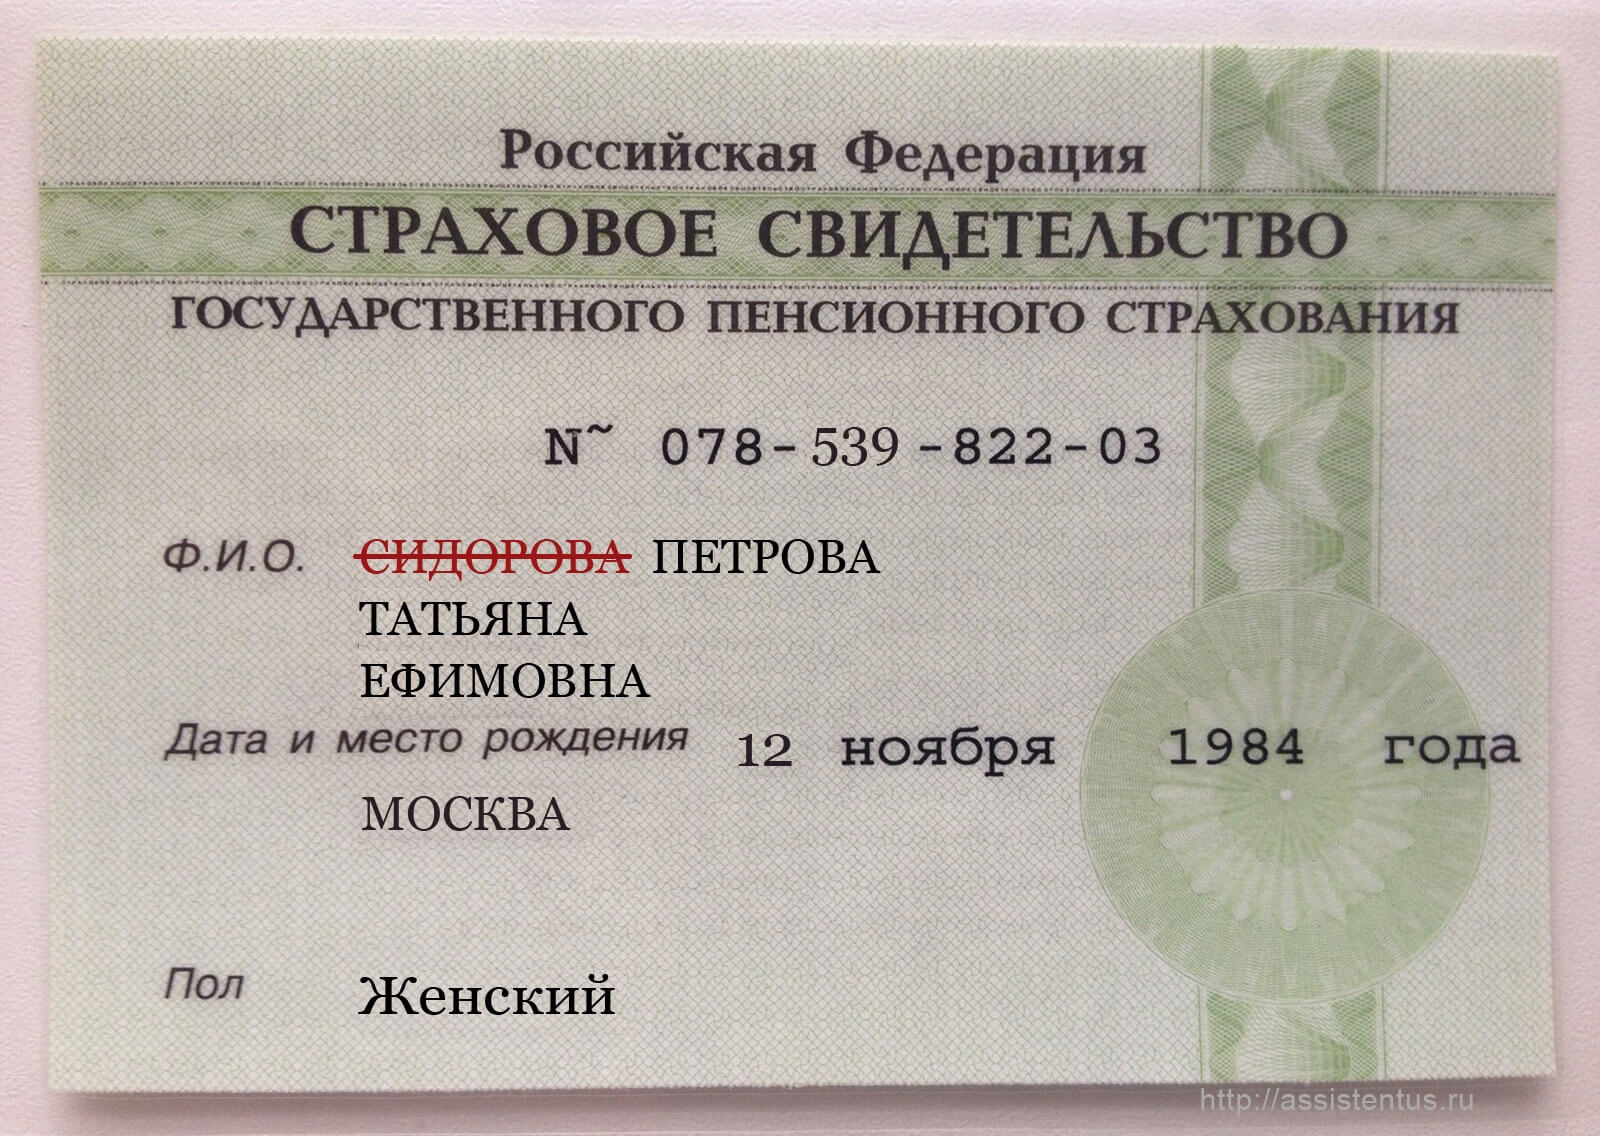 Российская Федерация
СТРАХОВОЕ СВИДЕТЕЛЬСТВО
ГОСУДАРСТВЕННОГО ПЕНСИОННОГО СТРАХОВАНИЯ
N~ 078-539-822-03
Ф.И.О. СИДОРОВА ПЕТРОВА
ТАТЬЯНА
ЕФИМОВНА
Дата и место рождения 12 ноября 1984 года
МОСКВА
Пол Женский
http://assistentus.ru